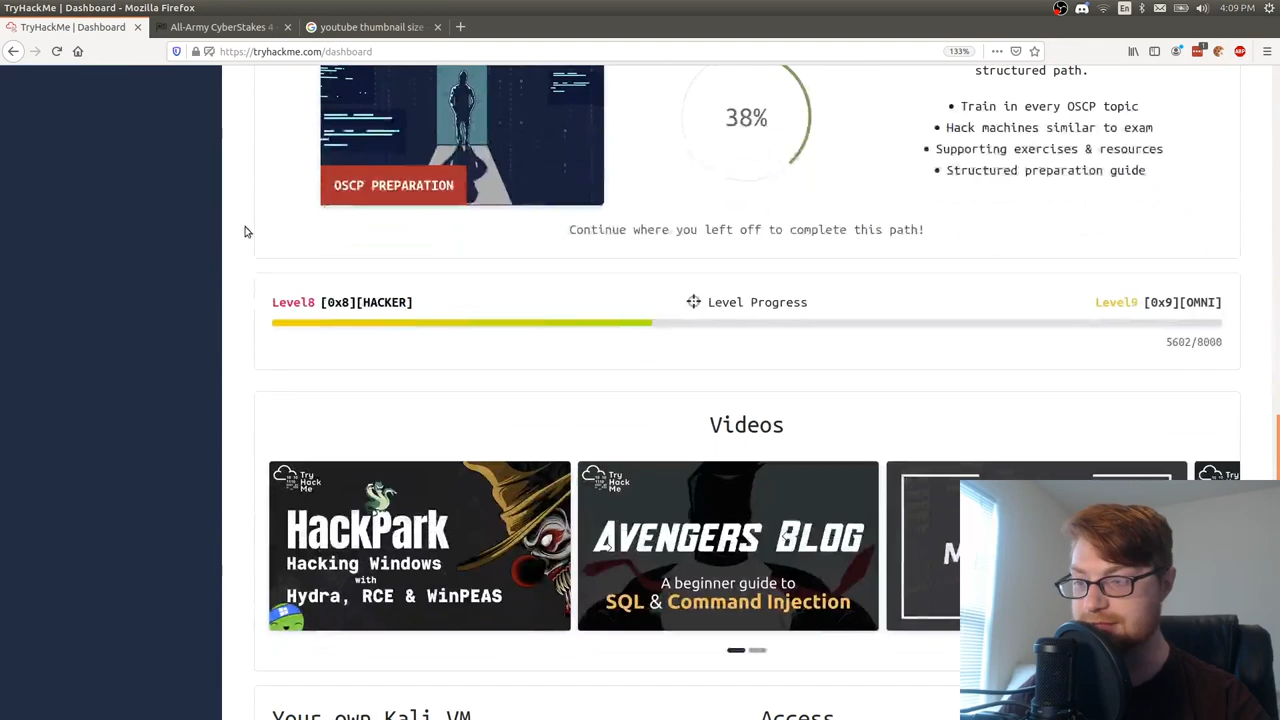 TryHackMe | Dashboard - Mozilla Firefox
En
4:09 PM
TryHackMe | Dashboard
All-Army CyberStakes 4
youtube thumbnail size
https://tryhackme.com/dashboard
133%
ABP
structured path.
38%
• Train in every OSCP topic
• Hack machines similar to exam
• Supporting exercises & resources
• Structured preparation guide
OSCP PREPARATION
Continue where you left off to complete this path!
Level8 [0x8][HACKER]
Level Progress
Level9 [0x9][OMNI]
5602/8000
Videos
Try
Hack
Me
HackPark
Hacking Windows
with
Hydra, RCE & WinPEAS
Try
Hack
Me
AVENGERS BLOG
A beginner guide to
SQL & Command Injection
M
Try
Your own Kali VM
Access